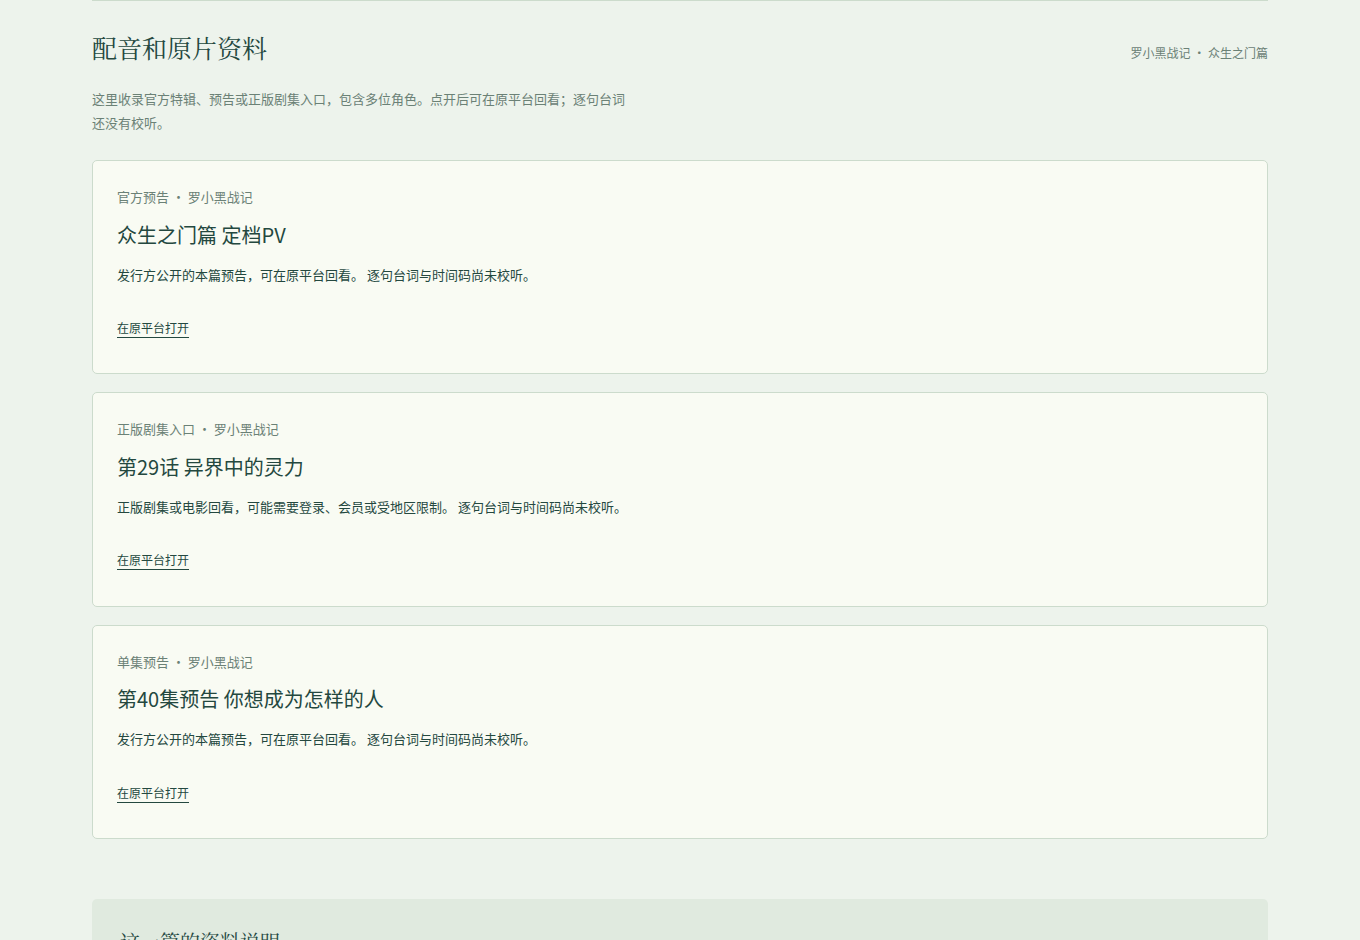 配音和原片资料
罗小黑战记 · 众生之门篇
这里收录官方特辑、预告或正版剧集入口，包含多位角色。点开后可在原平台回看；逐句台词
还没有校听。
官方预告 · 罗小黑战记
众生之门篇 定档PV
发行方公开的本篇预告，可在原平台回看。 逐句台词与时间码尚未校听。
在原平台打开
正版剧集入口 · 罗小黑战记
第29话 异界中的灵力
正版剧集或电影回看，可能需要登录、会员或受地区限制。 逐句台词与时间码尚未校听。
在原平台打开
单集预告 · 罗小黑战记
第40集预告 你想成为怎样的人
发行方公开的本篇预告，可在原平台回看。 逐句台词与时间码尚未校听。
在原平台打开
这一篇的资料说明